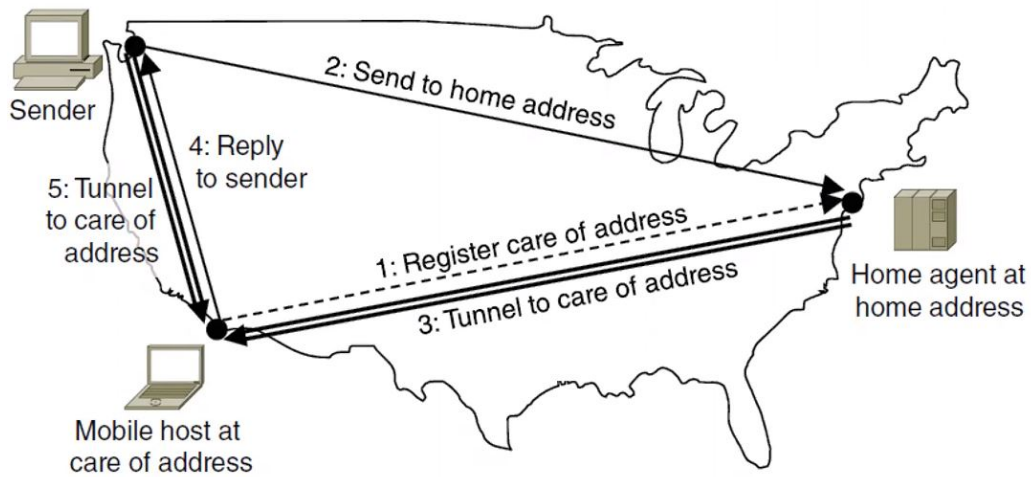 Sender
2: Send to home address
4: Reply
to sender
5: Tunnel
to care of
address
1: Register care of address
3: Tunnel to care of address
Home agent at
home address
Mobile host at
care of address